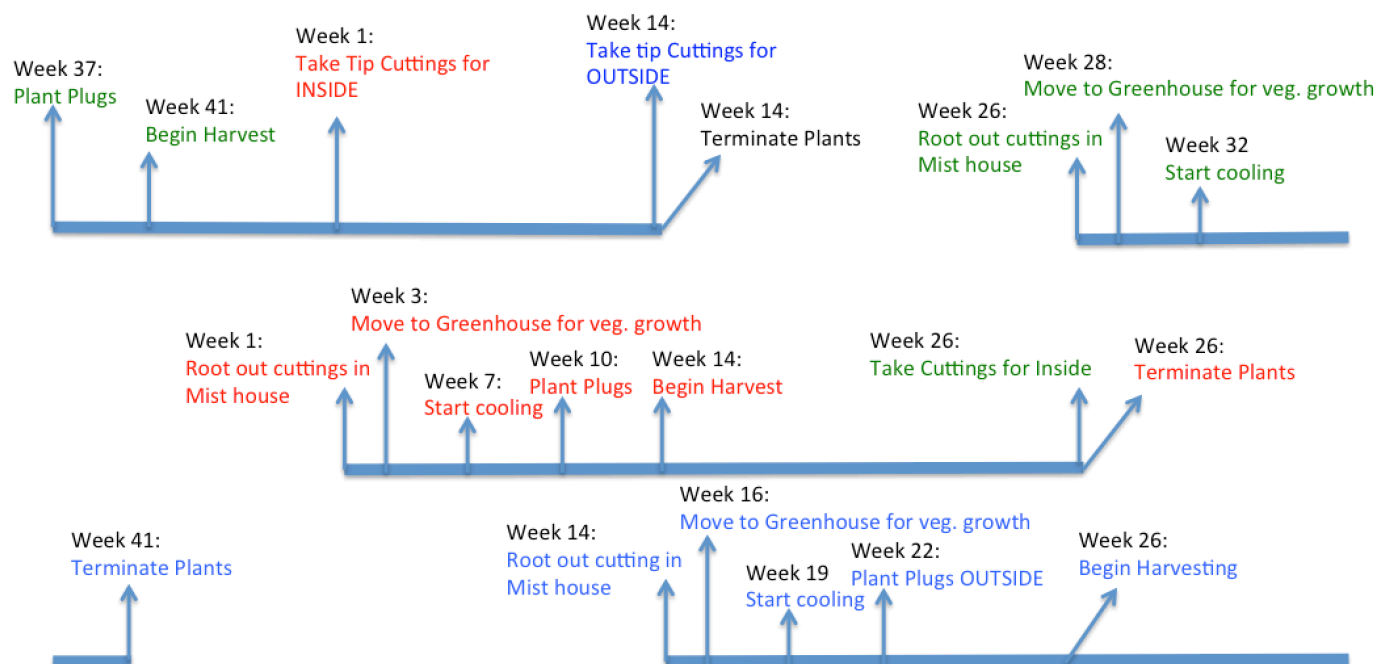 Week 37:
Plant Plugs
Week 41:
Begin Harvest
Week 1:
Take Tip Cuttings for
INSIDE
Week 14:
Take tip Cuttings for
OUTSIDE
Week 14:
Terminate Plants
Week 26:
Root out cuttings in
Mist house
Week 28:
Move to Greenhouse for veg. growth
Week 32
Start cooling
Week 1:
Root out cuttings in
Mist house
Week 3:
Move to Greenhouse for veg. growth
Week 7:
Start cooling
Week 10:
Plant Plugs
Week 14:
Begin Harvest
Week 26:
Take Cuttings for Inside
Week 26:
Terminate Plants
Week 41:
Terminate Plants
Week 14:
Root out cutting in
Mist house
Week 16:
Move to Greenhouse for veg. growth
Week 19
Start cooling
Week 22:
Plant Plugs OUTSIDE
Week 26:
Begin Harvesting